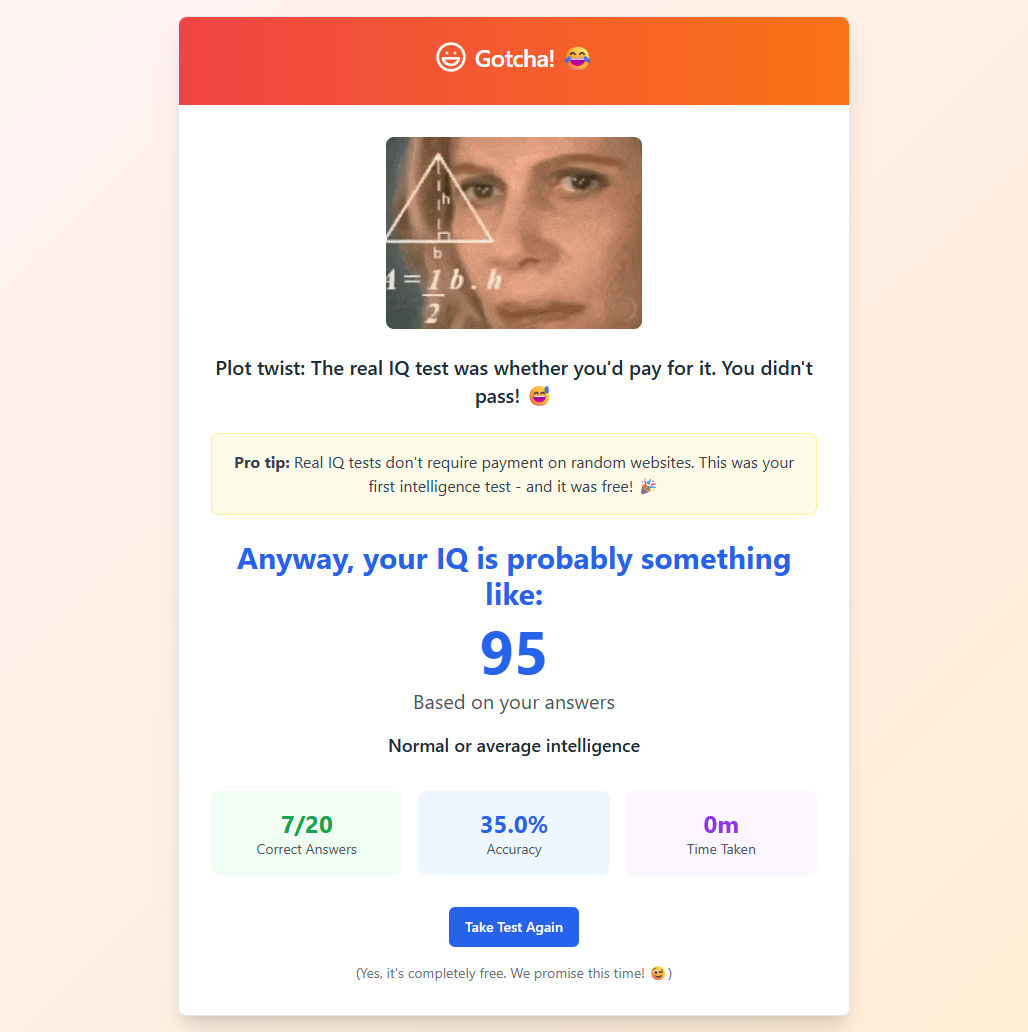 Gotcha! 😂
h
b
A = 1/2 b . h
Plot twist: The real IQ test was whether you'd pay for it. You didn't
pass! 😅
Pro tip: Real IQ tests don't require payment on random websites. This was your
first intelligence test - and it was free! 🎉
Anyway, your IQ is probably something
like:
95
Based on your answers
Normal or average intelligence
7/20 35.0% 0m
Correct Answers Accuracy Time Taken
Take Test Again
(Yes, it's completely free. We promise this time! 😄)